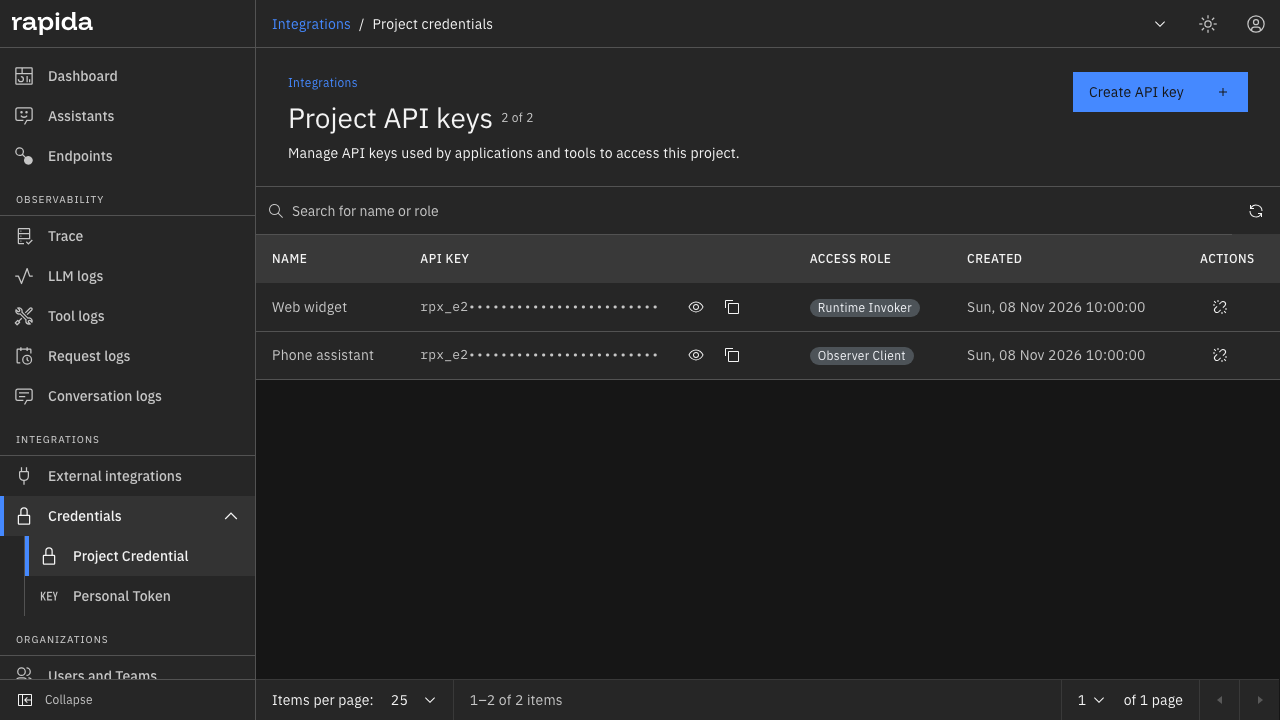 rapida
Integrations / Project credentials
Dashboard
Assistants
Endpoints
OBSERVABILITY
Trace
LLM logs
Tool logs
Request logs
Conversation logs
INTEGRATIONS
External integrations
Credentials
Project Credential
KEY Personal Token
ORGANIZATIONS
Users and Teams
Collapse
Integrations
Project API keys 2 of 2
Manage API keys used by applications and tools to access this project.
Create API key +
Search for name or role
NAME API KEY ACCESS ROLE CREATED ACTIONS
Web widget rpx_e2•••••••••••••••••••••••• Runtime Invoker Sun, 08 Nov 2026 10:00:00
Phone assistant rpx_e2•••••••••••••••••••••••• Observer Client Sun, 08 Nov 2026 10:00:00
Items per page: 25 1–2 of 2 items 1 of 1 page